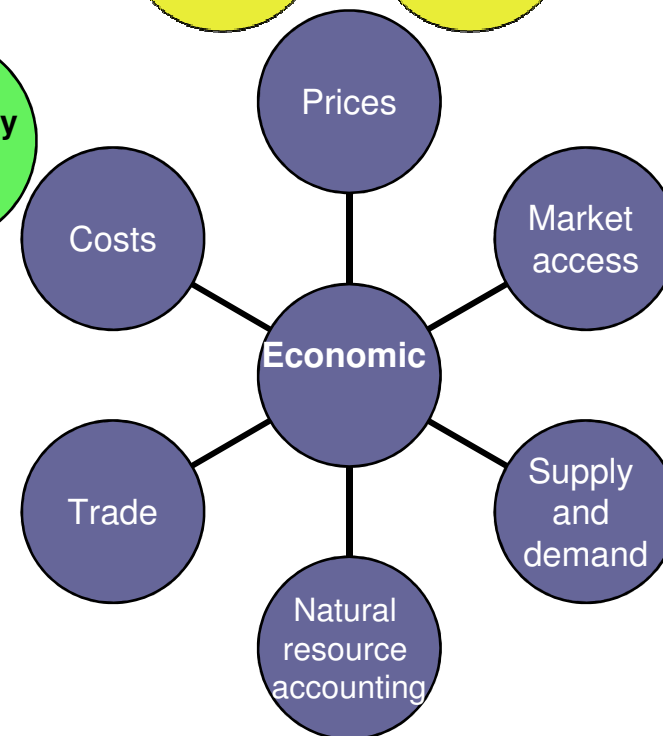 Prices
y
Costs
Market
access
Economic
Trade
Supply
and
demand
Natural
resource
accounting